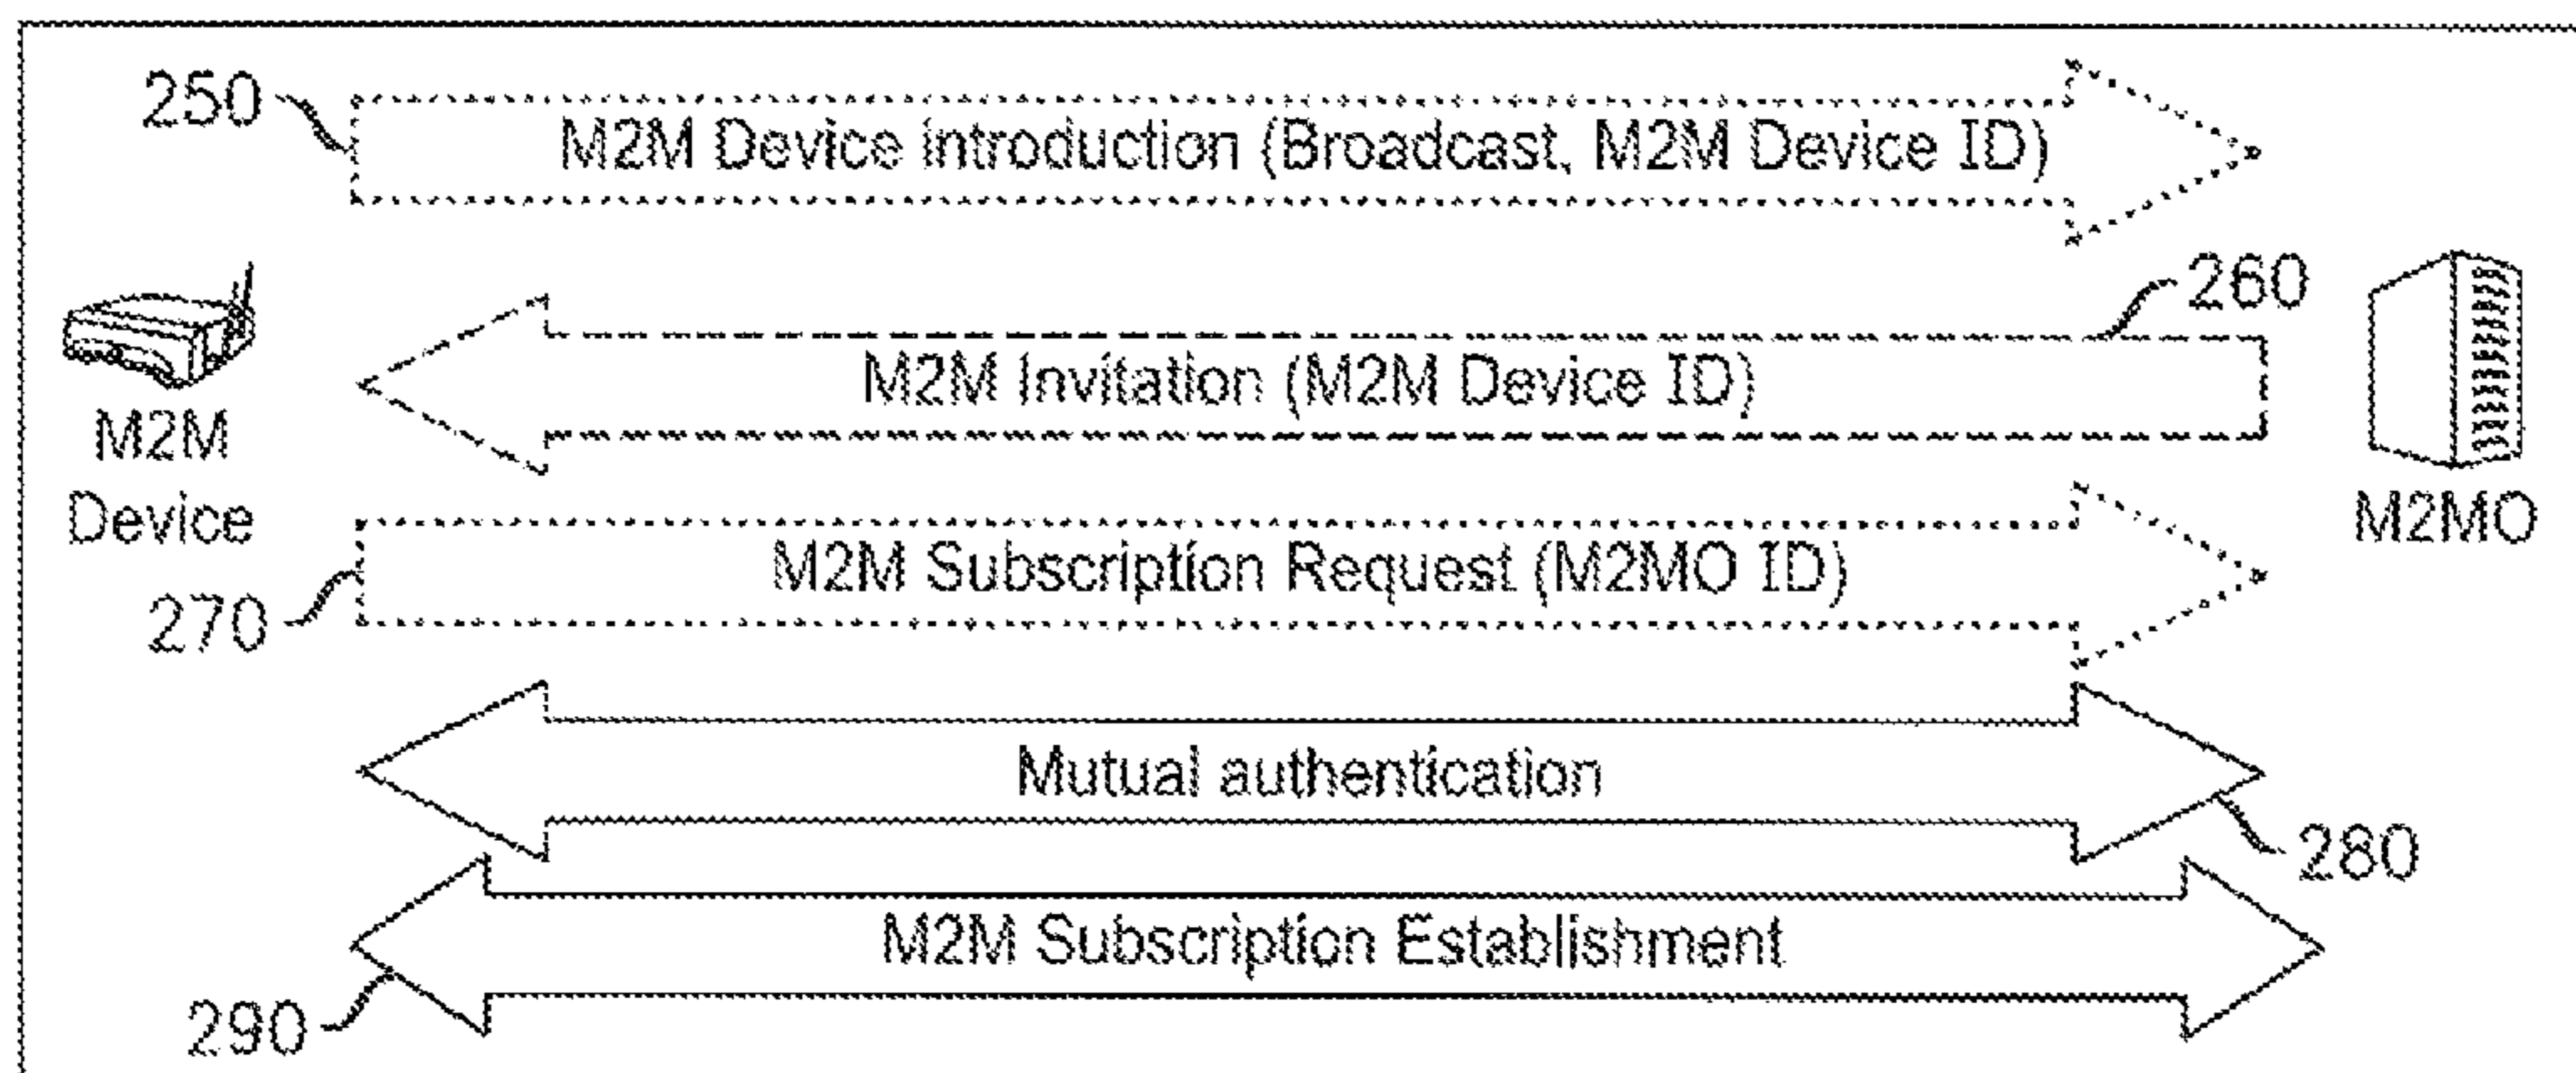 250
M2M Device introduction (Broadcast, M2M Device ID)
260
M2M Invitation (M2M Device ID)
M2M
Device
M2MO
M2M Subscription Request (M2MO ID)
270
Mutual authentication
280
M2M Subscription Establishment
290